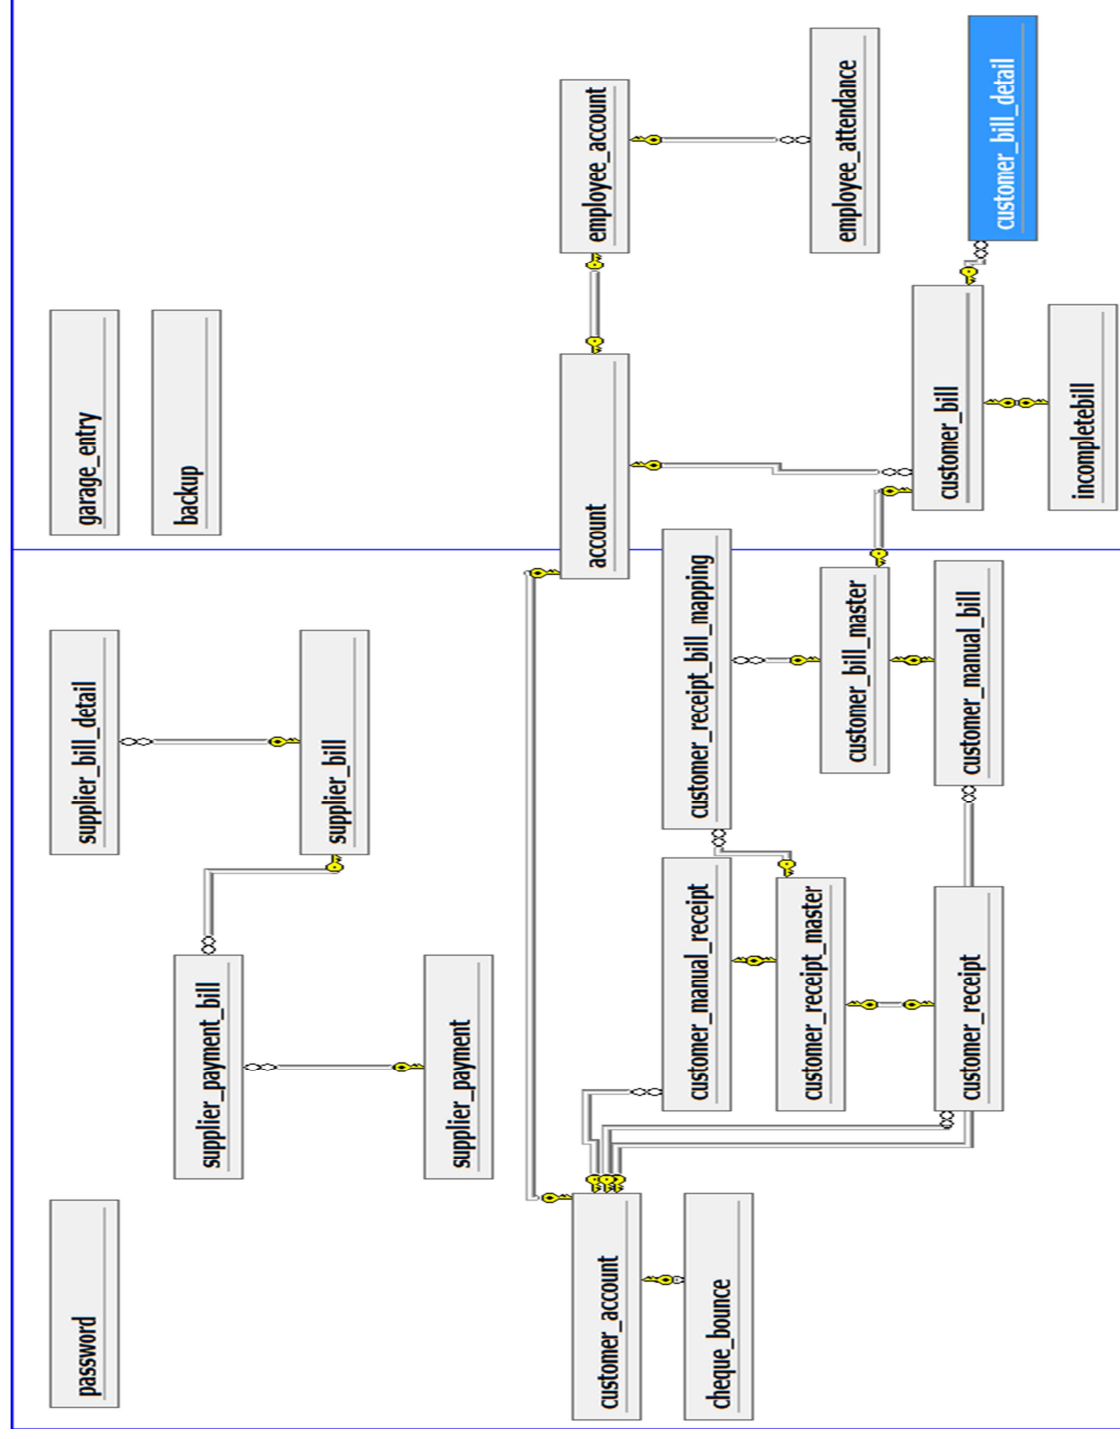 password
supplier_bill_detail
garage_entry
supplier_payment_bill
backup
supplier_bill
supplier_payment
customer_account
account
employee_account
cheque_bounce
customer_manual_receipt
customer_receipt_bill_mapping
customer_receipt_master
customer_bill_master
employee_attendance
customer_receipt
customer_manual_bill
customer_bill
customer_bill_detail
incompletebill